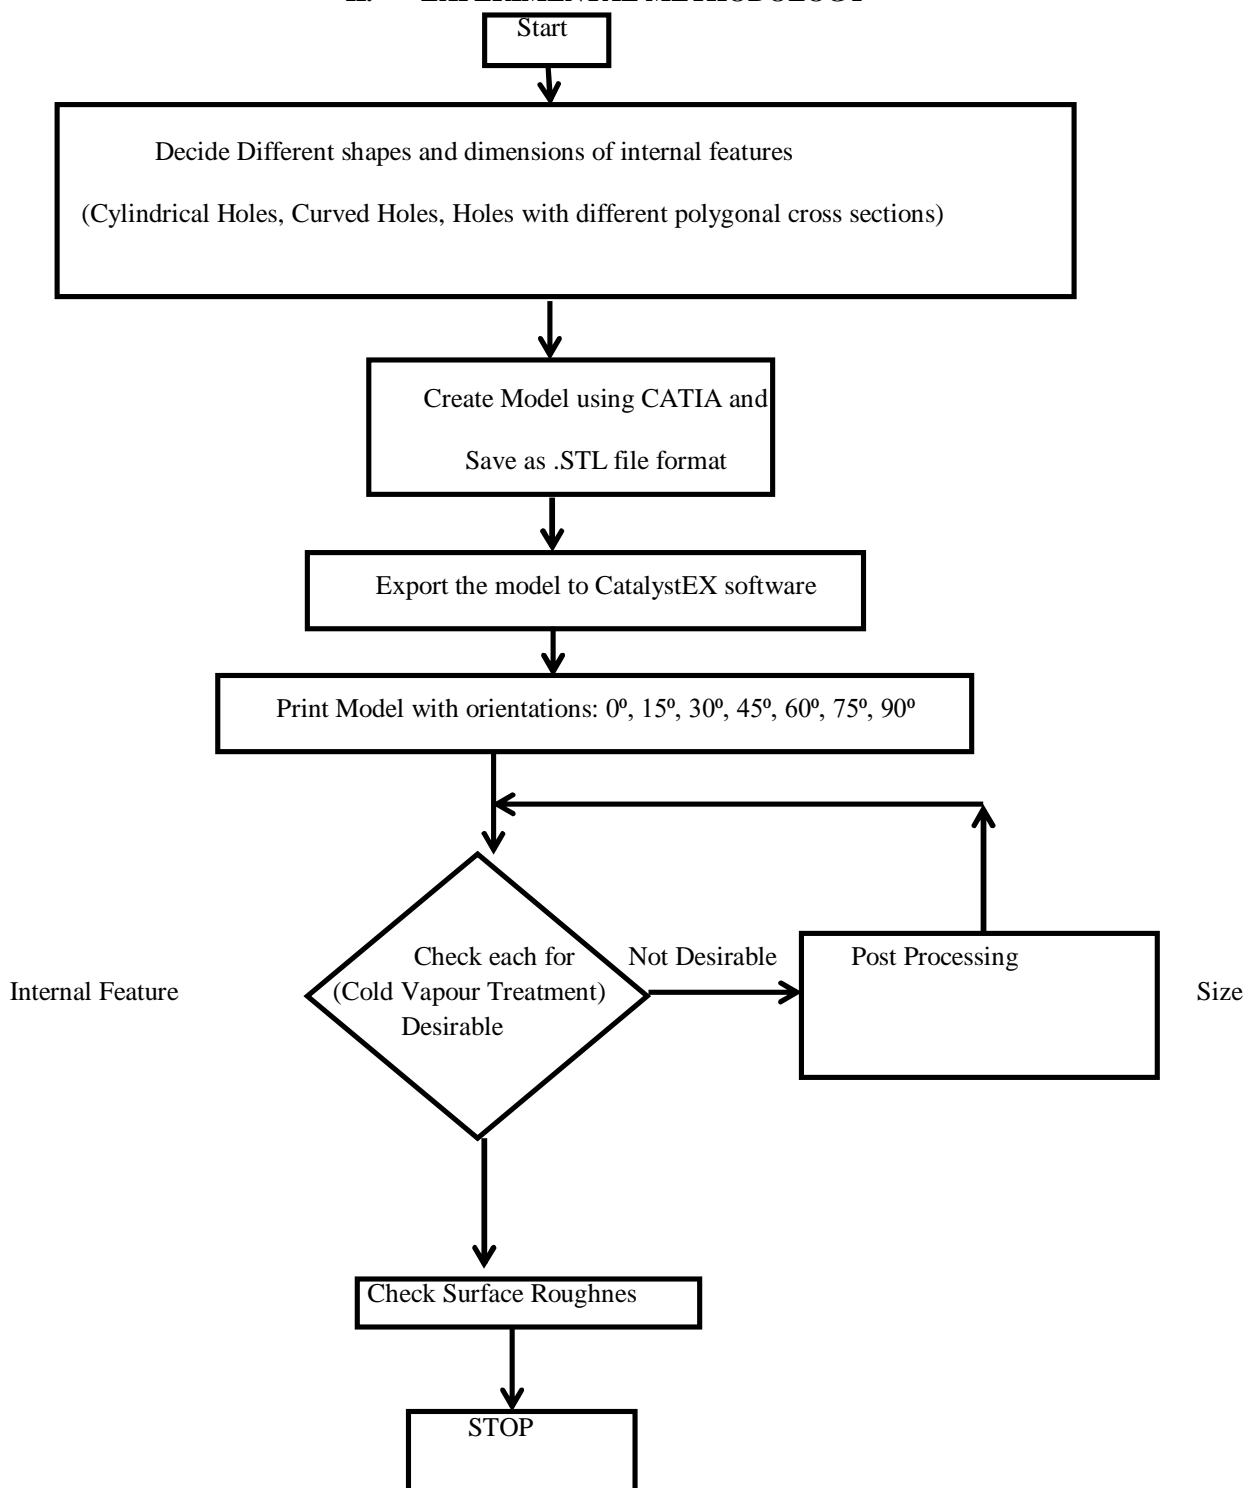 II. EXPERIMENTAL METHODOLOGY
Start
Decide Different shapes and dimensions of internal features
(Cylindrical Holes, Curved Holes, Holes with different polygonal cross sections)
Create Model using CATIA and
Save as .STL file format
Export the model to CatalystEX software
Print Model with orientations: 0º, 15º, 30º, 45º, 60º, 75º, 90º
Check each for Not Desirable Post Processing
Internal Feature (Cold Vapour Treatment) Size
Desirable
Check Surface Roughnes
STOP